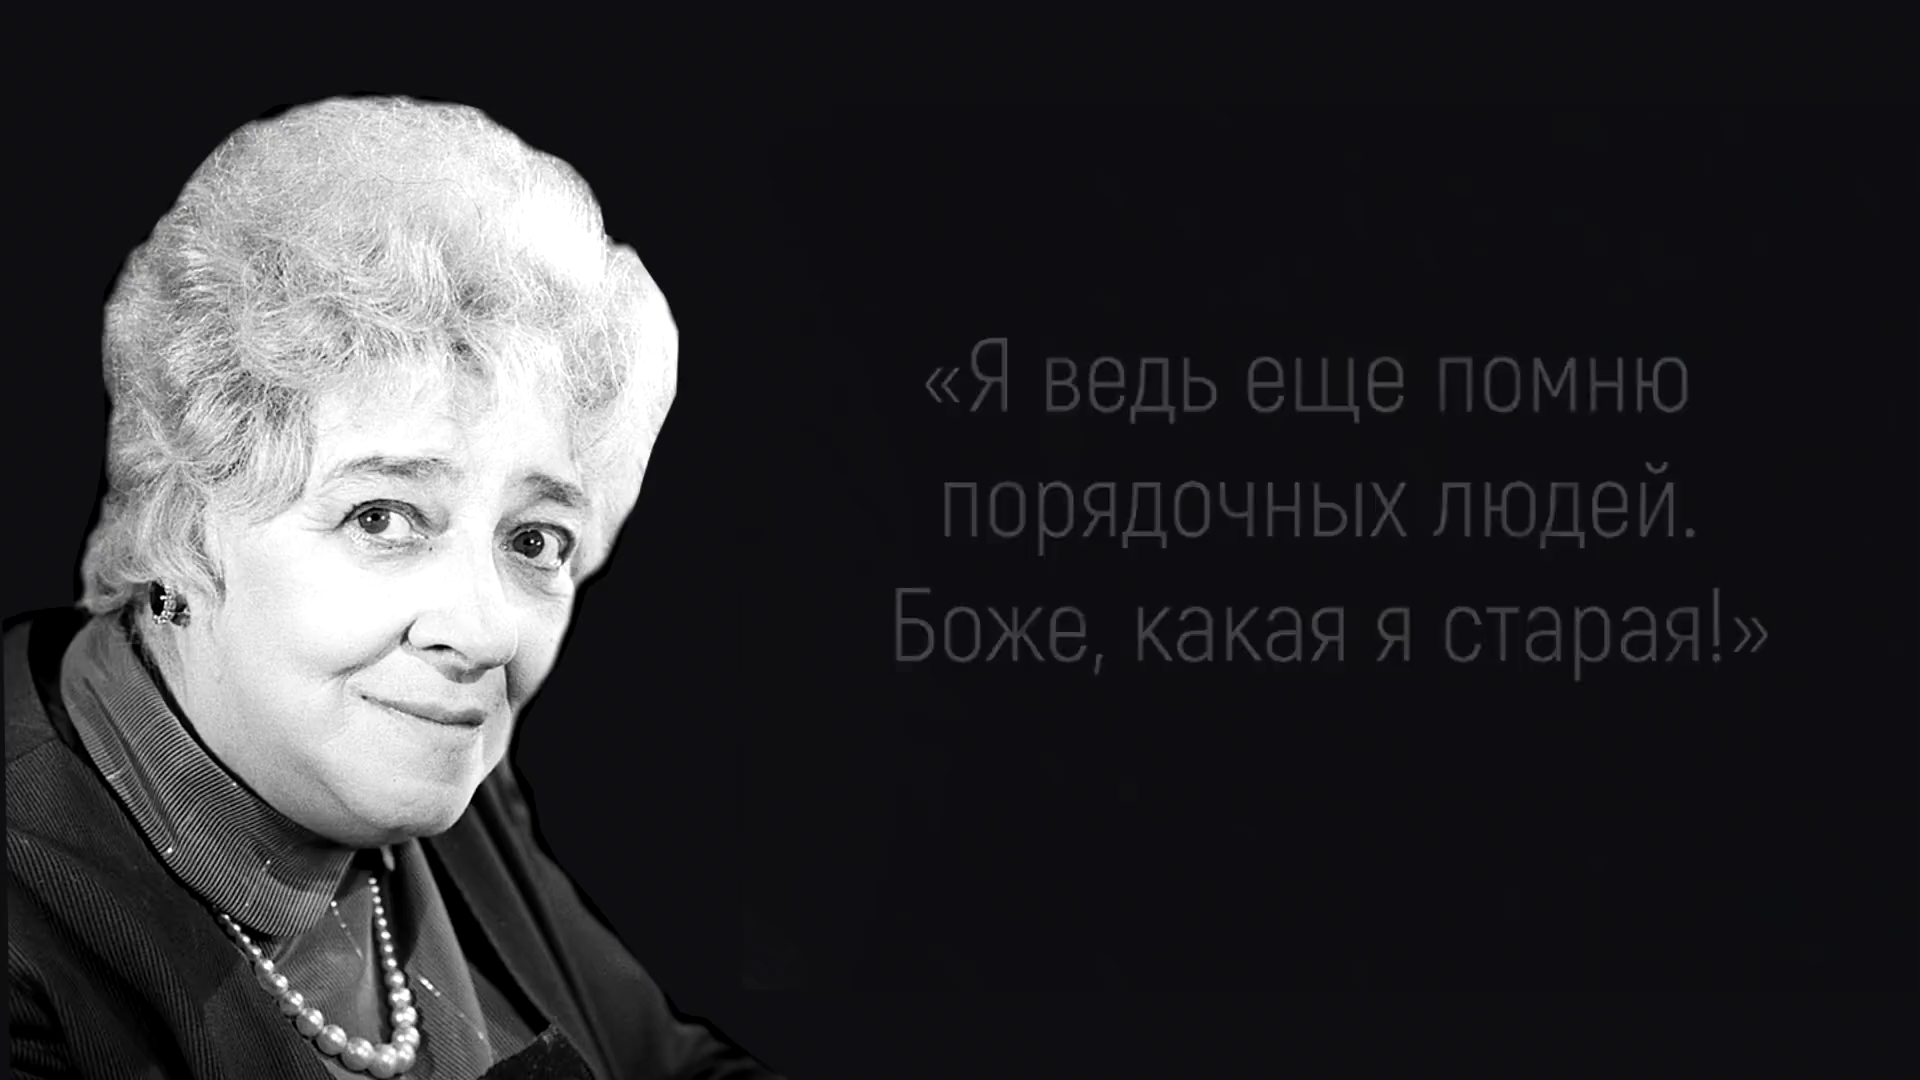 «Я ведь еще помню
порядочных людей.
Боже, какая я старая!»